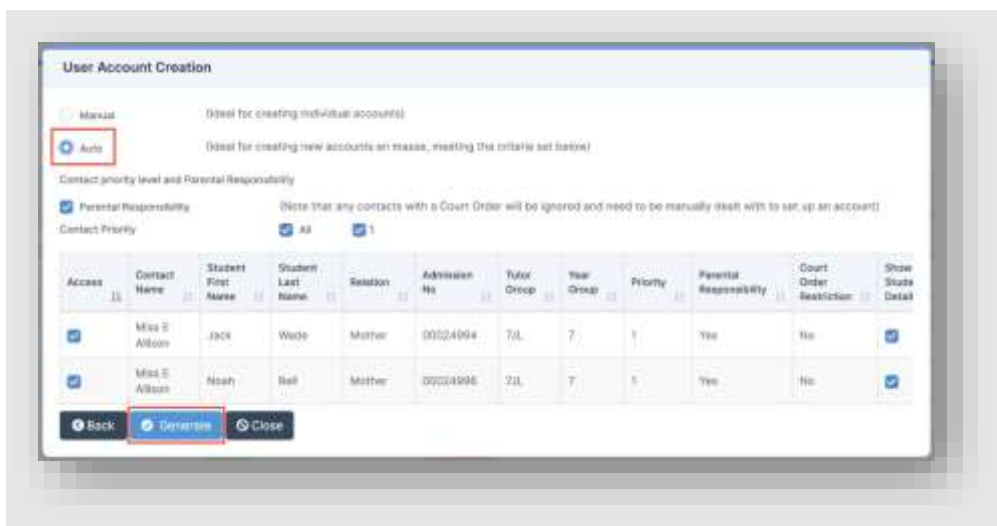 User Account Creation
Manual (Ideal for creating individual accounts)
Auto (Ideal for creating new accounts en masse, meeting the criteria set below)
Contact priority level and Parental Responsibility
Parental Responsibility (Note that any contacts with a Court Order will be ignored and need to be manually dealt with to set up an account)
Contact Priority All 1
Access Contact Name Student First Name Student Last Name Relation Admission No Tutor Group Year Group Priority Parental Responsibility Court Order Restriction Show Stude Detail
Miss E Allison Jack Wade Mother 00024994 7JL 7 1 Yes No
Miss E Allison Noah Bell Mother 7JL 7 1 Yes No
Back Generate Close